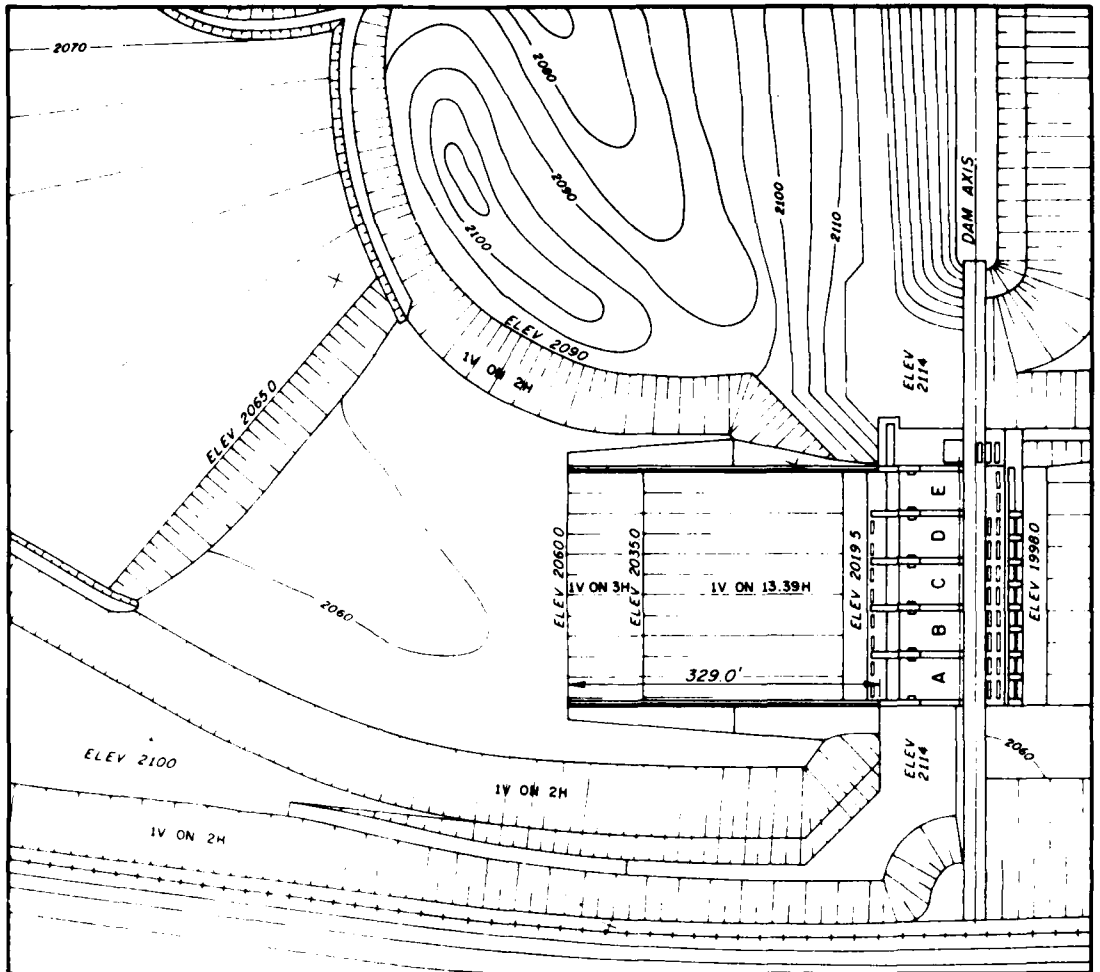 2070
2080
2090
2100
2100
2110
DAM AXIS
ELEV 2090
1V ON 2H
ELEV
2114
ELEV 2065.0
2060
ELEV 2060.0
1V ON 3H
ELEV 2035.0
1V ON 13.39H
ELEV 2019.5
E
D
C
B
A
ELEV 1998.0
329.0'
ELEV
2114
2060
ELEV 2100
1V ON 2H
1V ON 2H